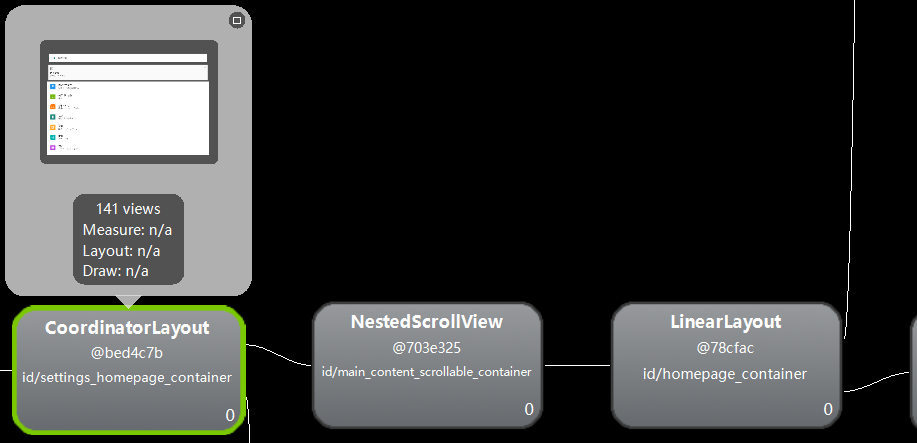 141 views
Measure: n/a
Layout: n/a
Draw: n/a
CoordinatorLayout
@bed4c7b
id/settings_homepage_container
0
NestedScrollView
@703e325
id/main_content_scrollable_container
0
LinearLayout
@78cfac
id/homepage_container
0